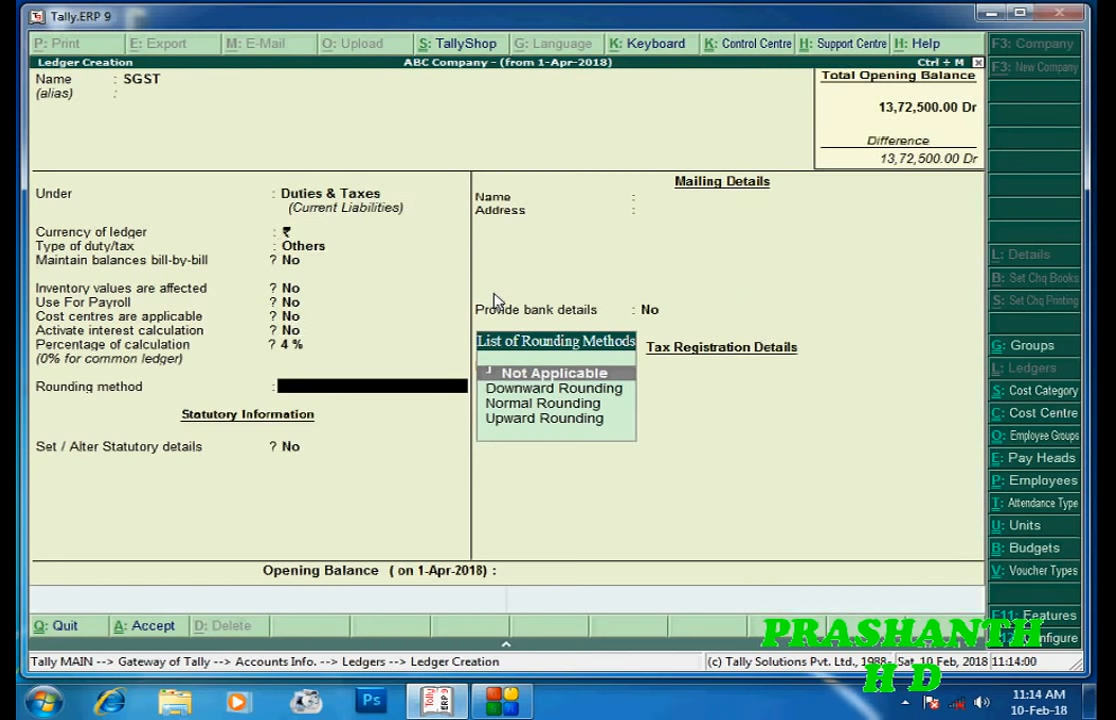 Tally.ERP 9
P: Print E: Export M: E-Mail O: Upload S: TallyShop G: Language K: Keyboard K: Control Centre H: Support Centre H: Help F3: Company
Ledger Creation ABC Company - (from 1-Apr-2018) Ctrl + M
F3: New Company
Name : SGST
(alias) :
Total Opening Balance
13,72,500.00 Dr
Difference
13,72,500.00 Dr
Under : Duties & Taxes
(Current Liabilities)
Currency of ledger : ₹
Type of duty/tax : Others
Maintain balances bill-by-bill ? No
Inventory values are affected ? No
Use For Payroll ? No
Cost centres are applicable ? No
Activate interest calculation ? No
Percentage of calculation ? 4 %
(0% for common ledger)
Rounding method :
Statutory Information
Set / Alter Statutory details ? No
Mailing Details
Name :
Address :
Provide bank details : No
List of Rounding Methods
Not Applicable
Downward Rounding
Normal Rounding
Upward Rounding
Tax Registration Details
L: Details
B: Set Chq Books
S: Set Chq Printing
G: Groups
L: Ledgers
S: Cost Category
C: Cost Centre
O: Employee Groups
E: Pay Heads
P: Employees
T: Attendance Type
U: Units
B: Budgets
V: Voucher Types
F11: Features
Opening Balance ( on 1-Apr-2018) :
Q: Quit A: Accept D: Delete
PRASHANTH
H D
Tally MAIN --> Gateway of Tally --> Accounts Info. --> Ledgers --> Ledger Creation
(c) Tally Solutions Pvt. Ltd., 1988- Sat, 10 Feb, 2018 11:14:00
Ps
11:14 AM
10-Feb-18